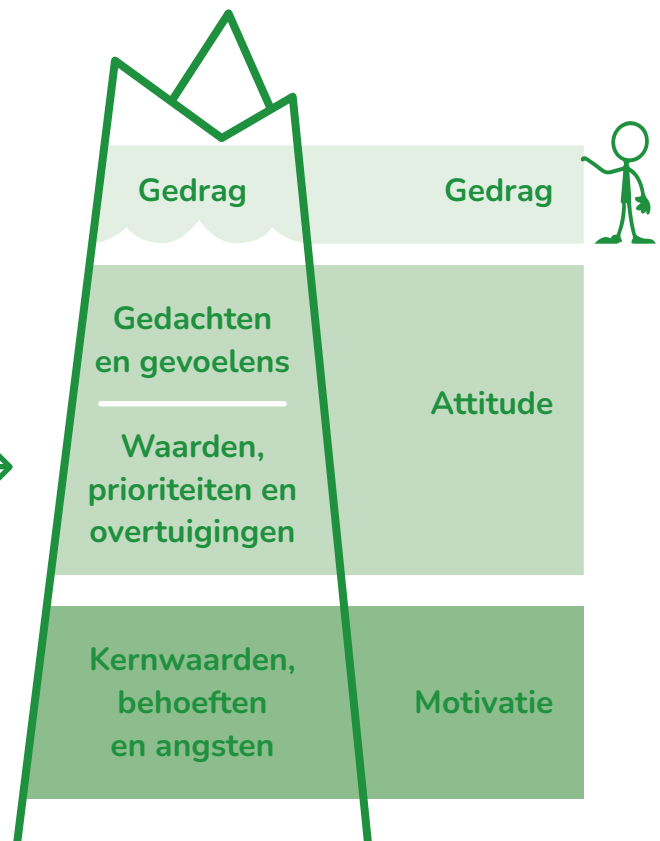 Gedrag
Gedrag
Gedachten
en gevoelens
Attitude
Waarden,
prioriteiten en
overtuigingen
Kernwaarden,
behoeften
en angsten
Motivatie